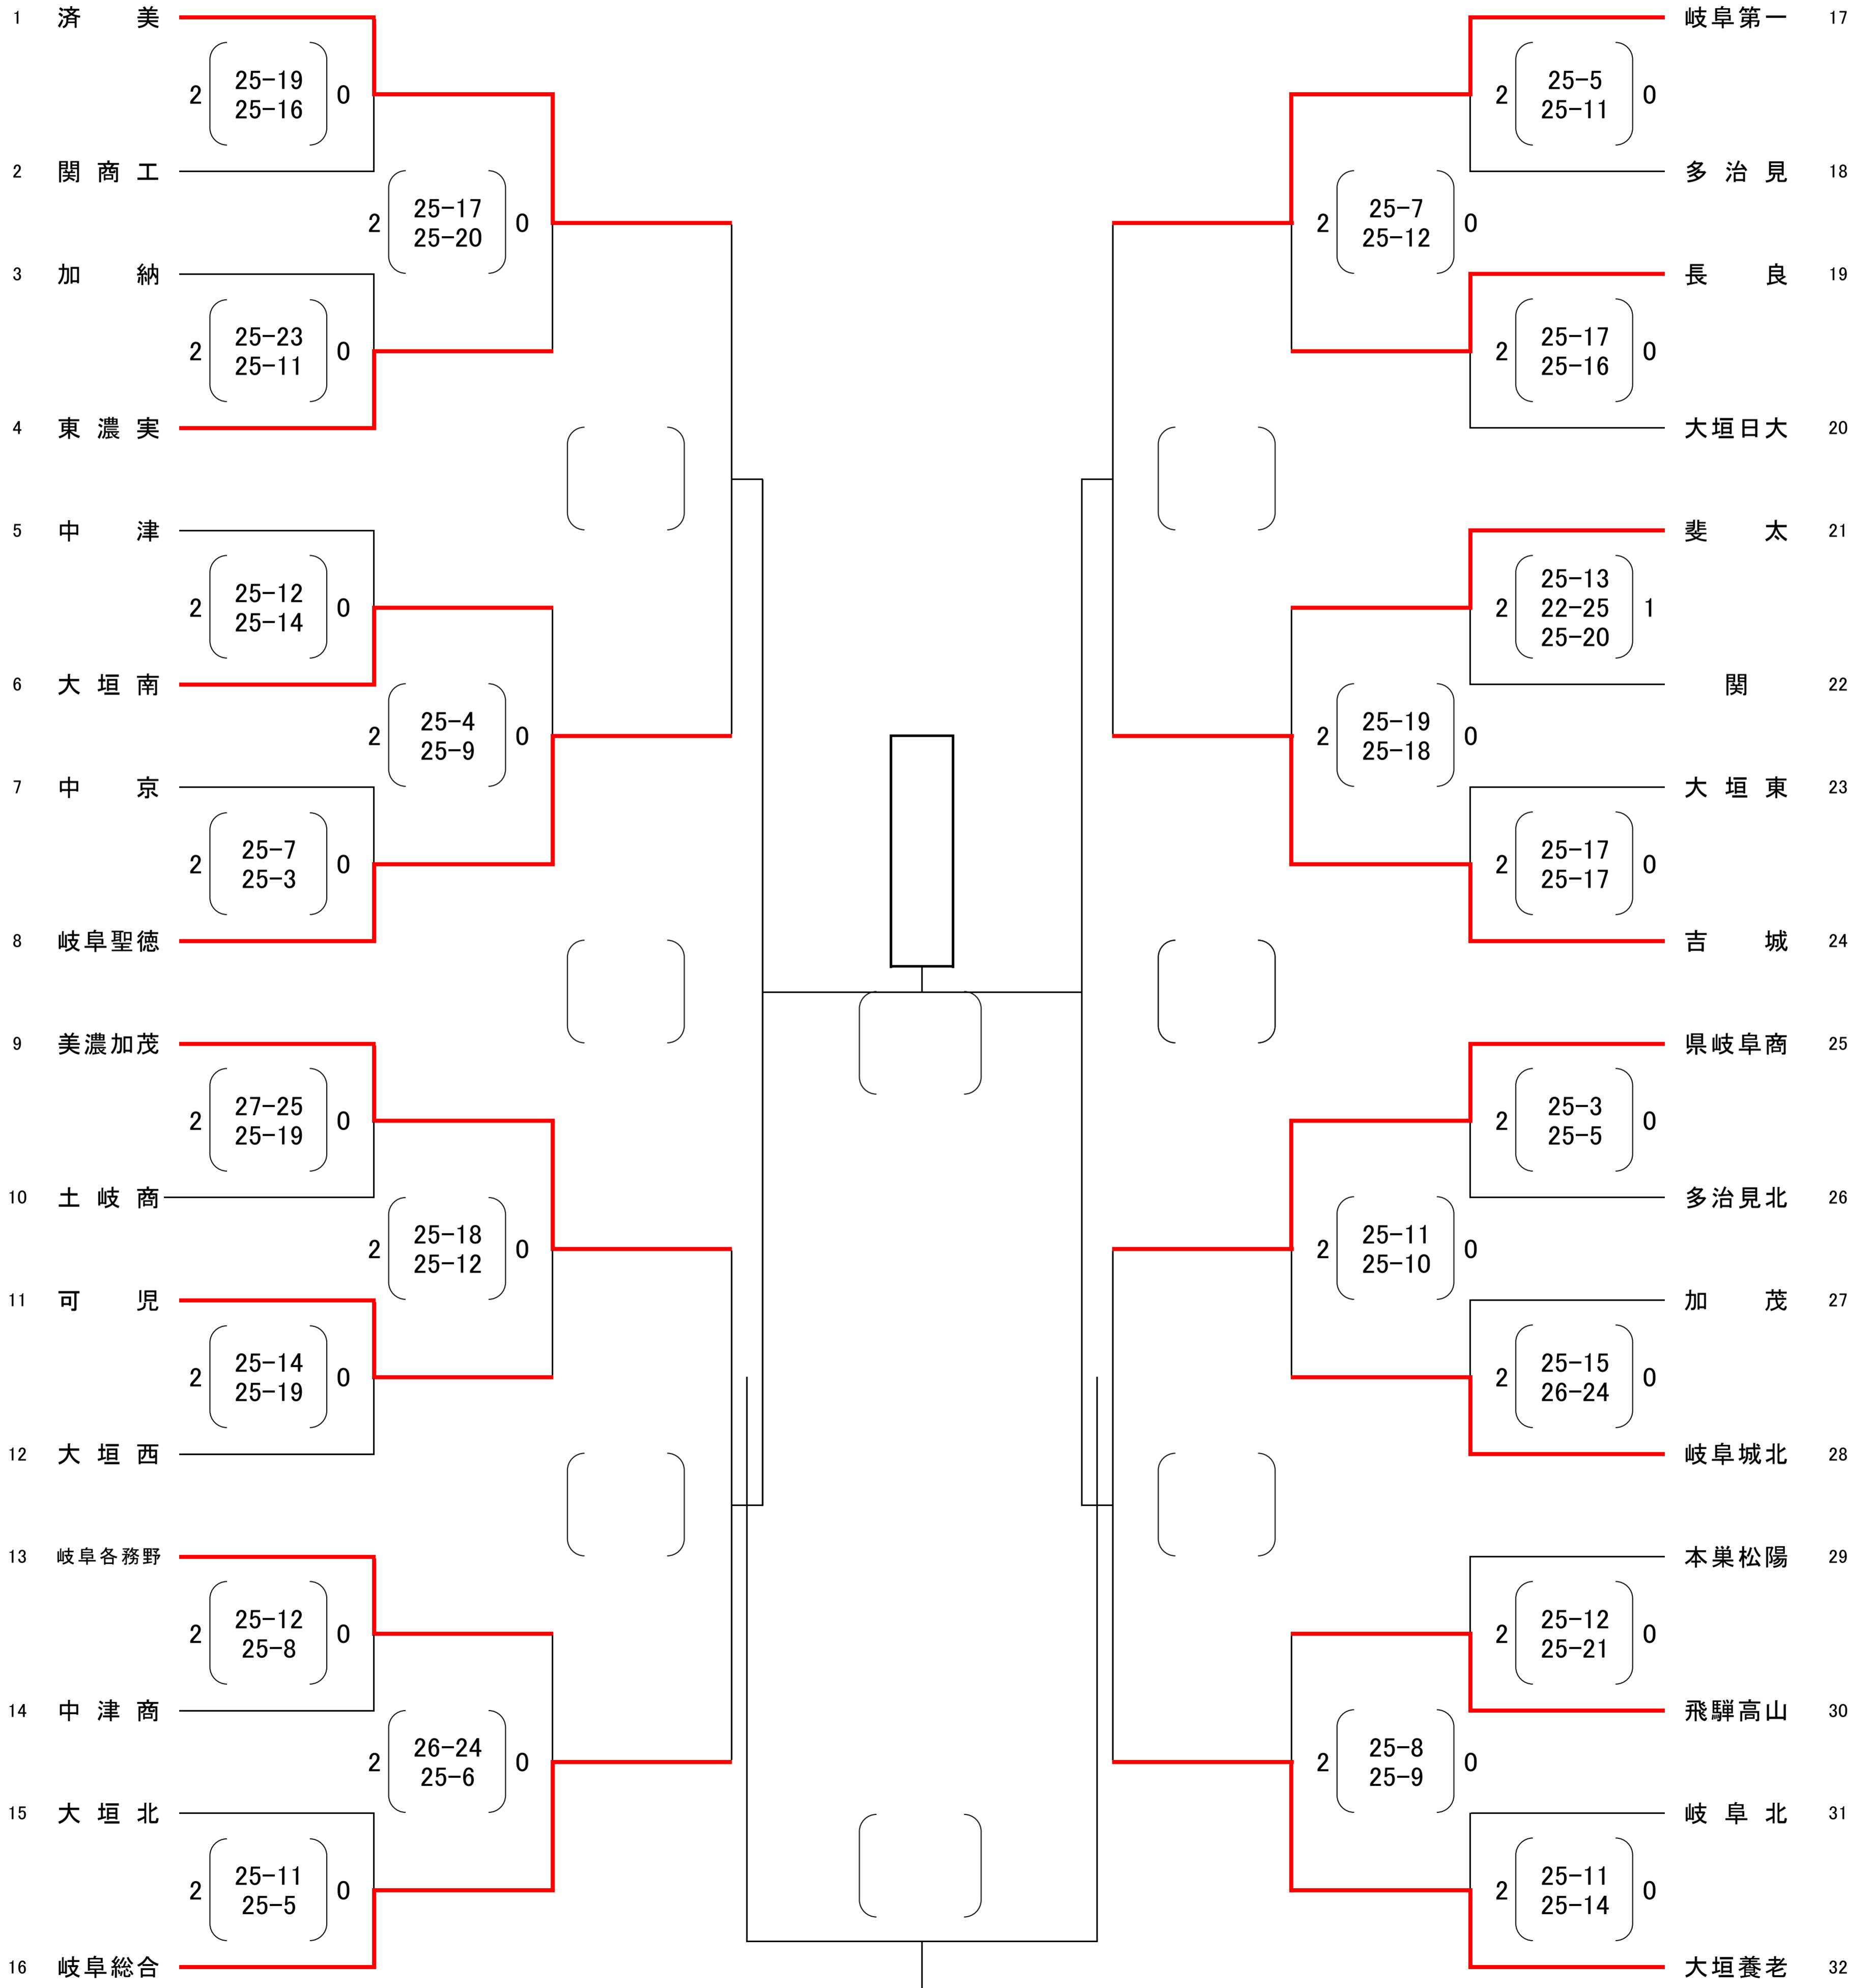 1 済美
2 25-19 0
25-16
2 関商工
2 25-17 0
25-20
3 加納
2 25-23 0
25-11
4 東濃実
5 中津
2 25-12 0
25-14
6 大垣南
2 25-4 0
25-9
7 中京
2 25-7 0
25-3
8 岐阜聖徳
9 美濃加茂
2 27-25 0
25-19
10 土岐商
2 25-18 0
25-12
11 可児
2 25-14 0
25-19
12 大垣西
13 岐阜各務野
2 25-12 0
25-8
14 中津商
2 26-24 0
25-6
15 大垣北
2 25-11 0
25-5
16 岐阜総合
岐阜第一 17
2 25-5 0
25-11
多治見 18
2 25-7 0
25-12
長良 19
2 25-17 0
25-16
大垣日大 20
斐太 21
2 25-13 1
22-25
25-20
関 22
2 25-19 0
25-18
大垣東 23
2 25-17 0
25-17
吉城 24
県岐阜商 25
2 25-3 0
25-5
多治見北 26
2 25-11 0
25-10
加茂 27
2 25-15 0
26-24
岐阜城北 28
本巣松陽 29
2 25-12 0
25-21
飛騨高山 30
2 25-8 0
25-9
岐阜北 31
2 25-11 0
25-14
大垣養老 32